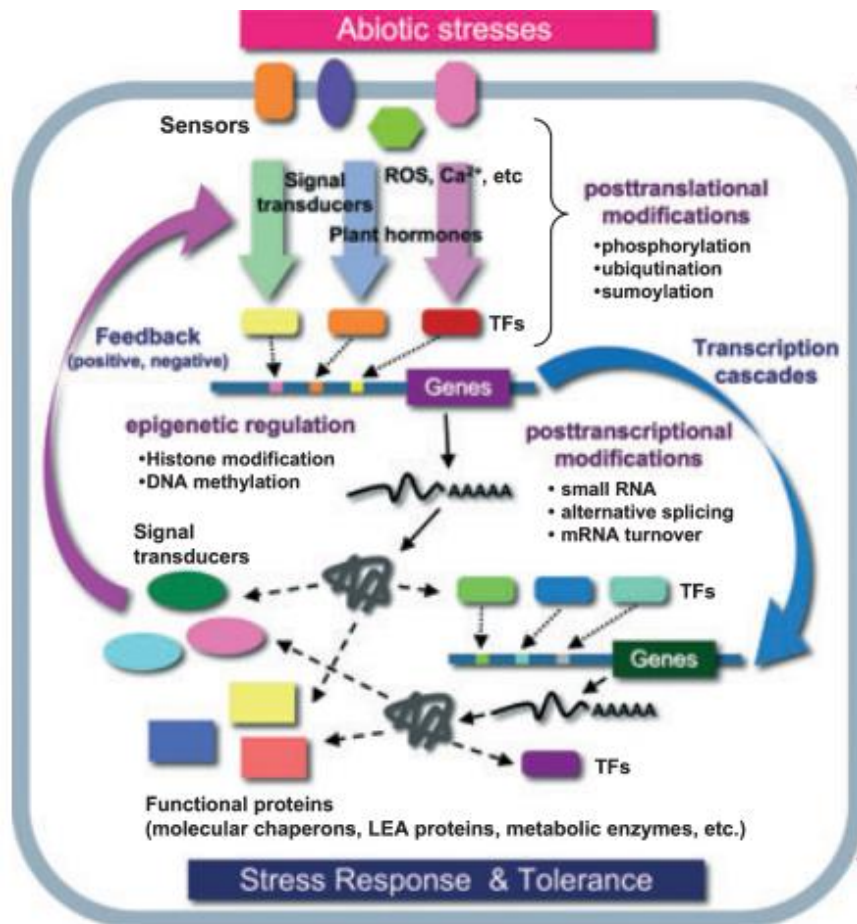 Abiotic stresses
Sensors
Signal
transducers
ROS, Ca²⁺, etc
Plant hormones
posttranslational
modifications
•phosphorylation
•ubiqutination
•sumoylation
TFs
Feedback
(positive, negative)
Transcription
cascades
Genes
epigenetic regulation
•Histone modification
•DNA methylation
posttranscriptional
modifications
• small RNA
• alternative splicing
• mRNA turnover
AAAAA
Signal
transducers
TFs
Genes
AAAAA
TFs
Functional proteins
(molecular chaperons, LEA proteins, metabolic enzymes, etc.)
Stress Response & Tolerance